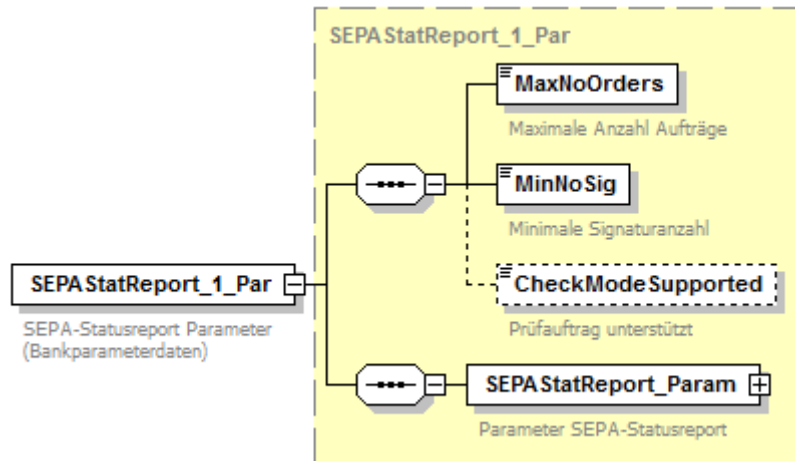 SEPAStatReport_1_Par
MaxNoOrders
Maximale Anzahl Aufträge
MinNoSig
Minimale Signaturanzahl
SEPAStatReport_1_Par
SEPA-Statusreport Parameter
(Bankparameterdaten)
CheckModeSupported
Prüfauftrag unterstützt
SEPAStatReport_Param
Parameter SEPA-Statusreport